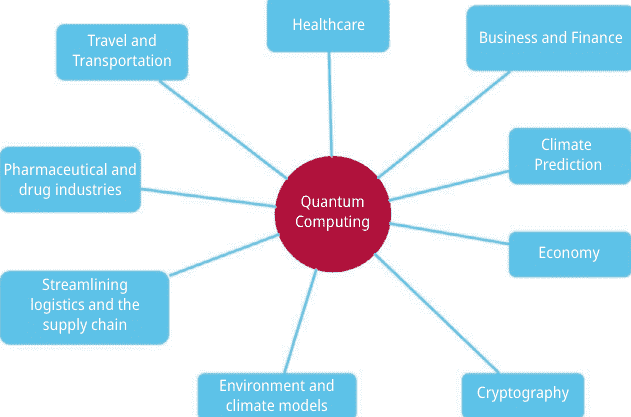 Healthcare
Travel and
Transportation
Business and Finance
Climate
Prediction
Pharmaceutical and
drug industries
Quantum
Computing
Economy
Streamlining
logistics and the
supply chain
Environment and
climate models
Cryptography